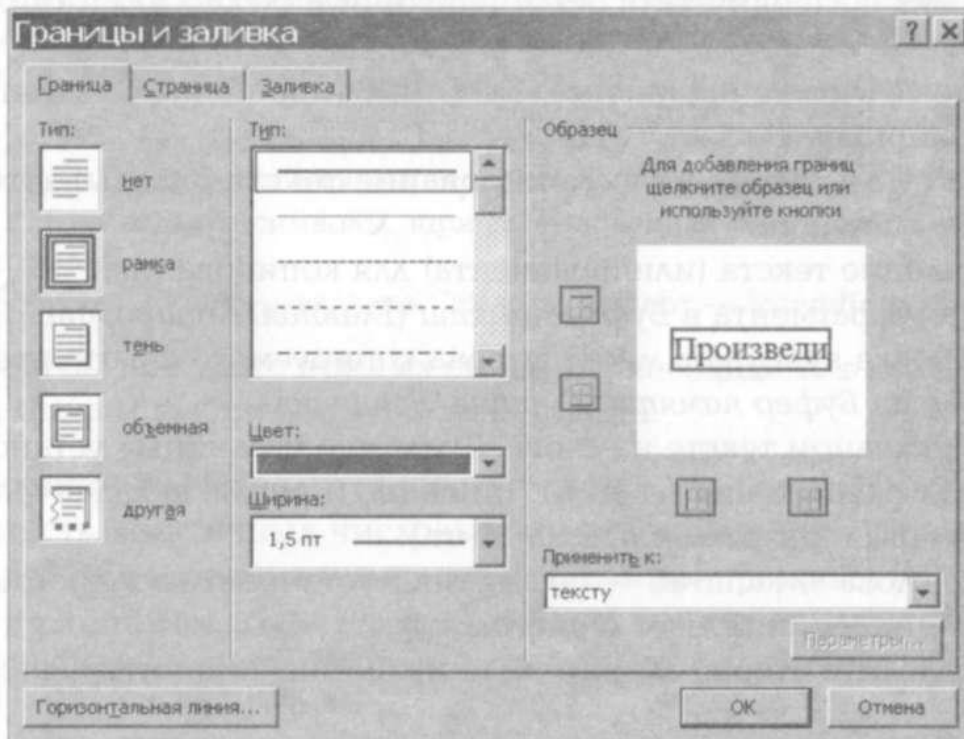 Границы и заливка
Граница
Страница
Заливка
Тип:
нет
рамка
тень
объемная
другая
Тип:
Цвет:
Ширина:
1,5 пт
Образец
Для добавления границ
щелкните образец или
используйте кнопки
Произведи
Применить к:
тексту
Параметры...
Горизонтальная линия...
ОК
Отмена